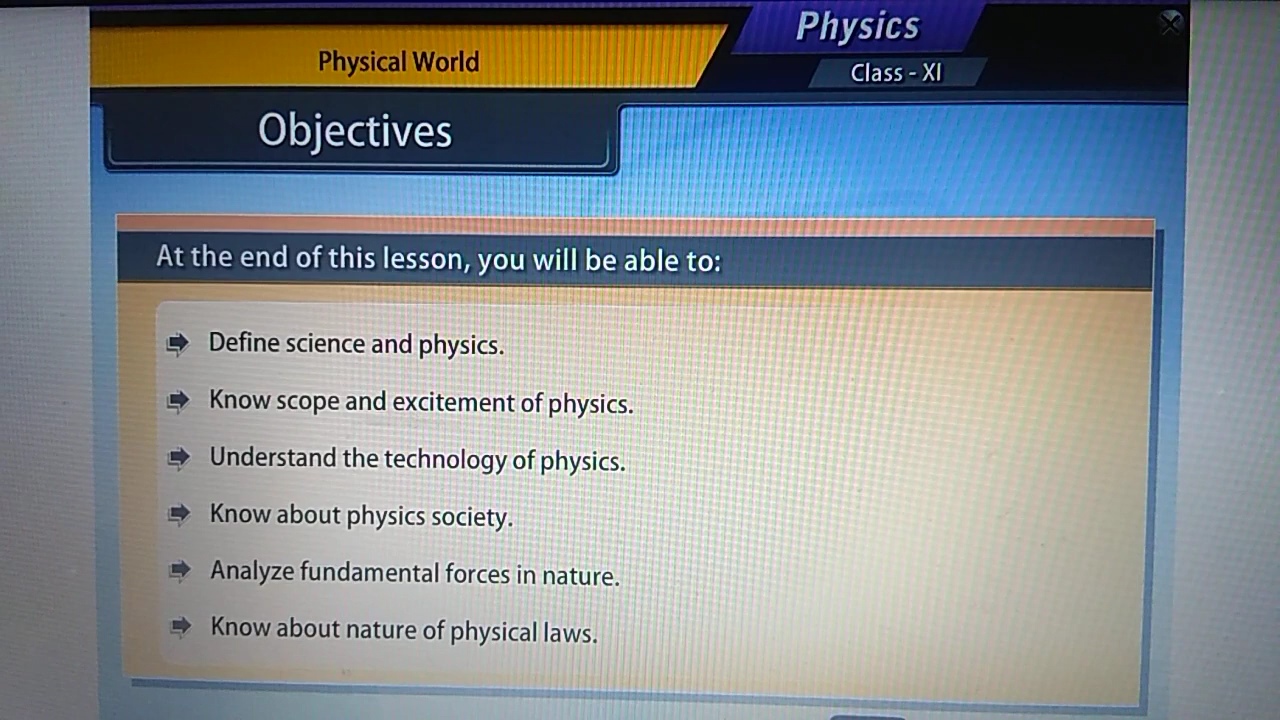 Physics
Physical World
Class - XI
Objectives
At the end of this lesson, you will be able to:
Define science and physics.
Know scope and excitement of physics.
Understand the technology of physics.
Know about physics society.
Analyze fundamental forces in nature.
Know about nature of physical laws.